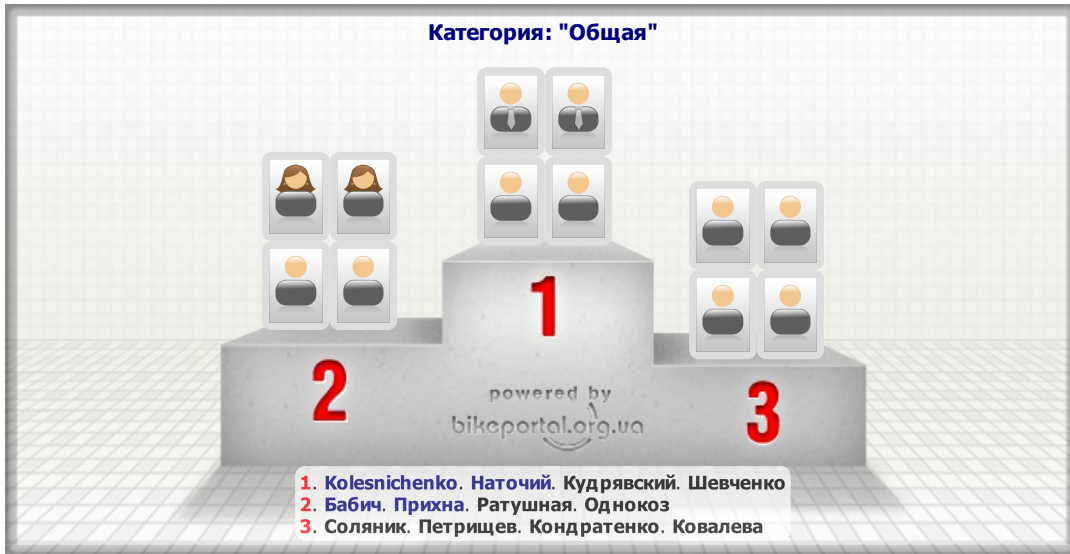 Категория: "Общая"
1
2
3
powered by
bikeportal.org.ua
1. Kolesnichenko. Наточий. Кудрявский. Шевченко
2. Бабич. Прихна. Ратушная. Однокоз
3. Соляник. Петрищев. Кондратенко. Ковалева